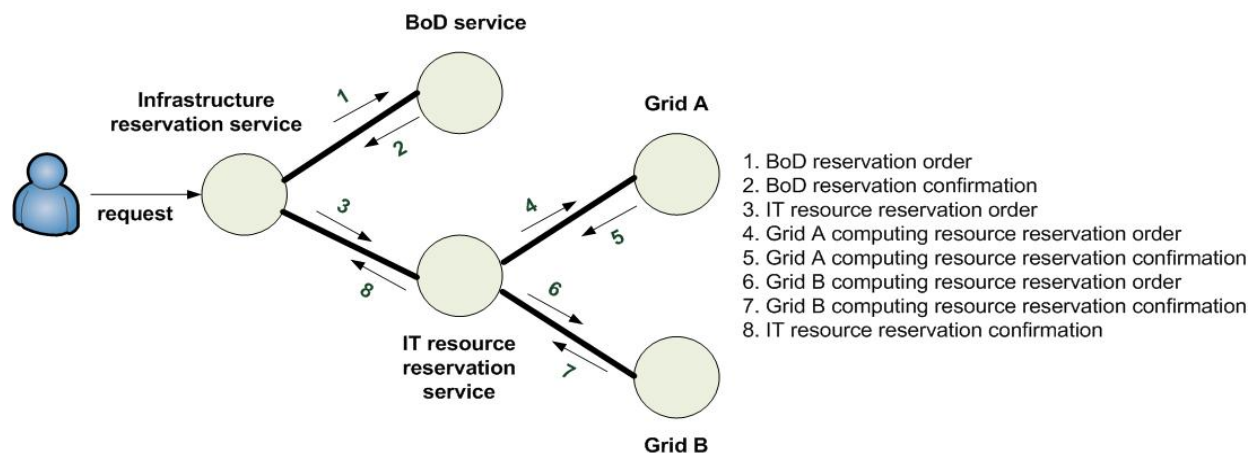 BoD service
Infrastructure
reservation service
Grid A
1
2
request
3
4
5
8
6
7
IT resource
reservation
service
Grid B
1. BoD reservation order
2. BoD reservation confirmation
3. IT resource reservation order
4. Grid A computing resource reservation order
5. Grid A computing resource reservation confirmation
6. Grid B computing resource reservation order
7. Grid B computing resource reservation confirmation
8. IT resource reservation confirmation